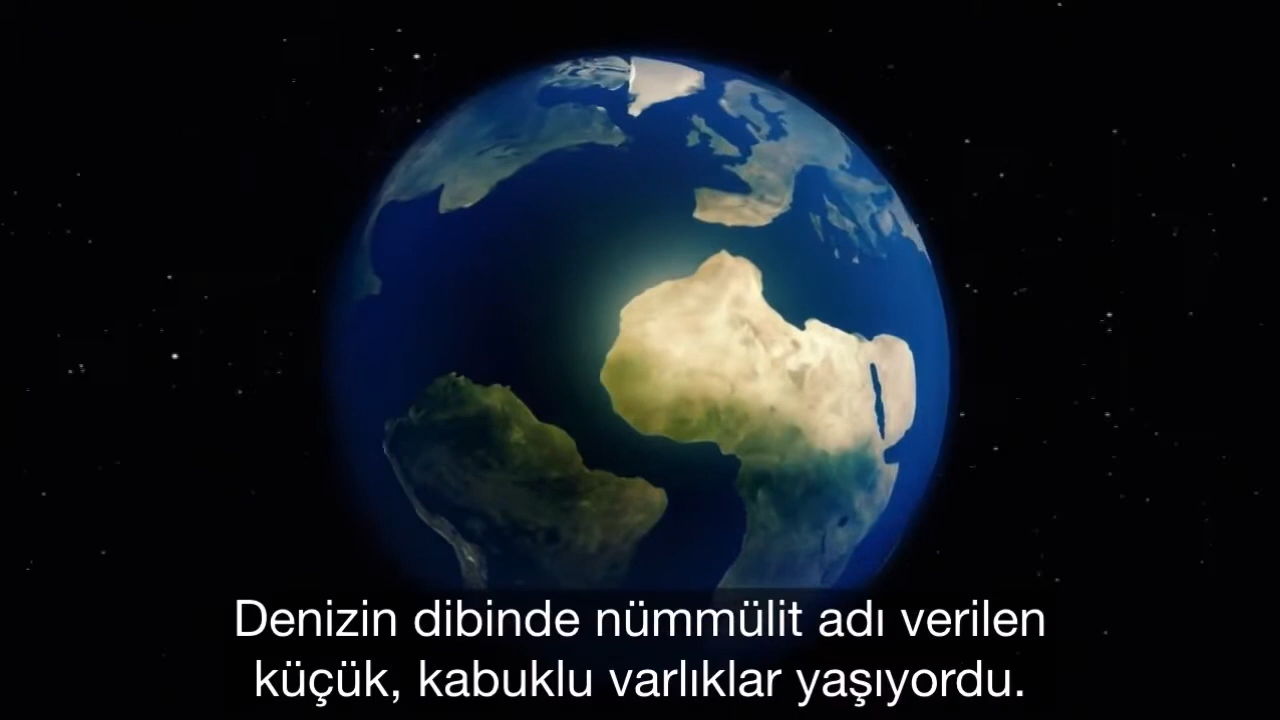 Denizin dibinde nümmülit adı verilen
küçük, kabuklu varlıklar yaşıyordu.